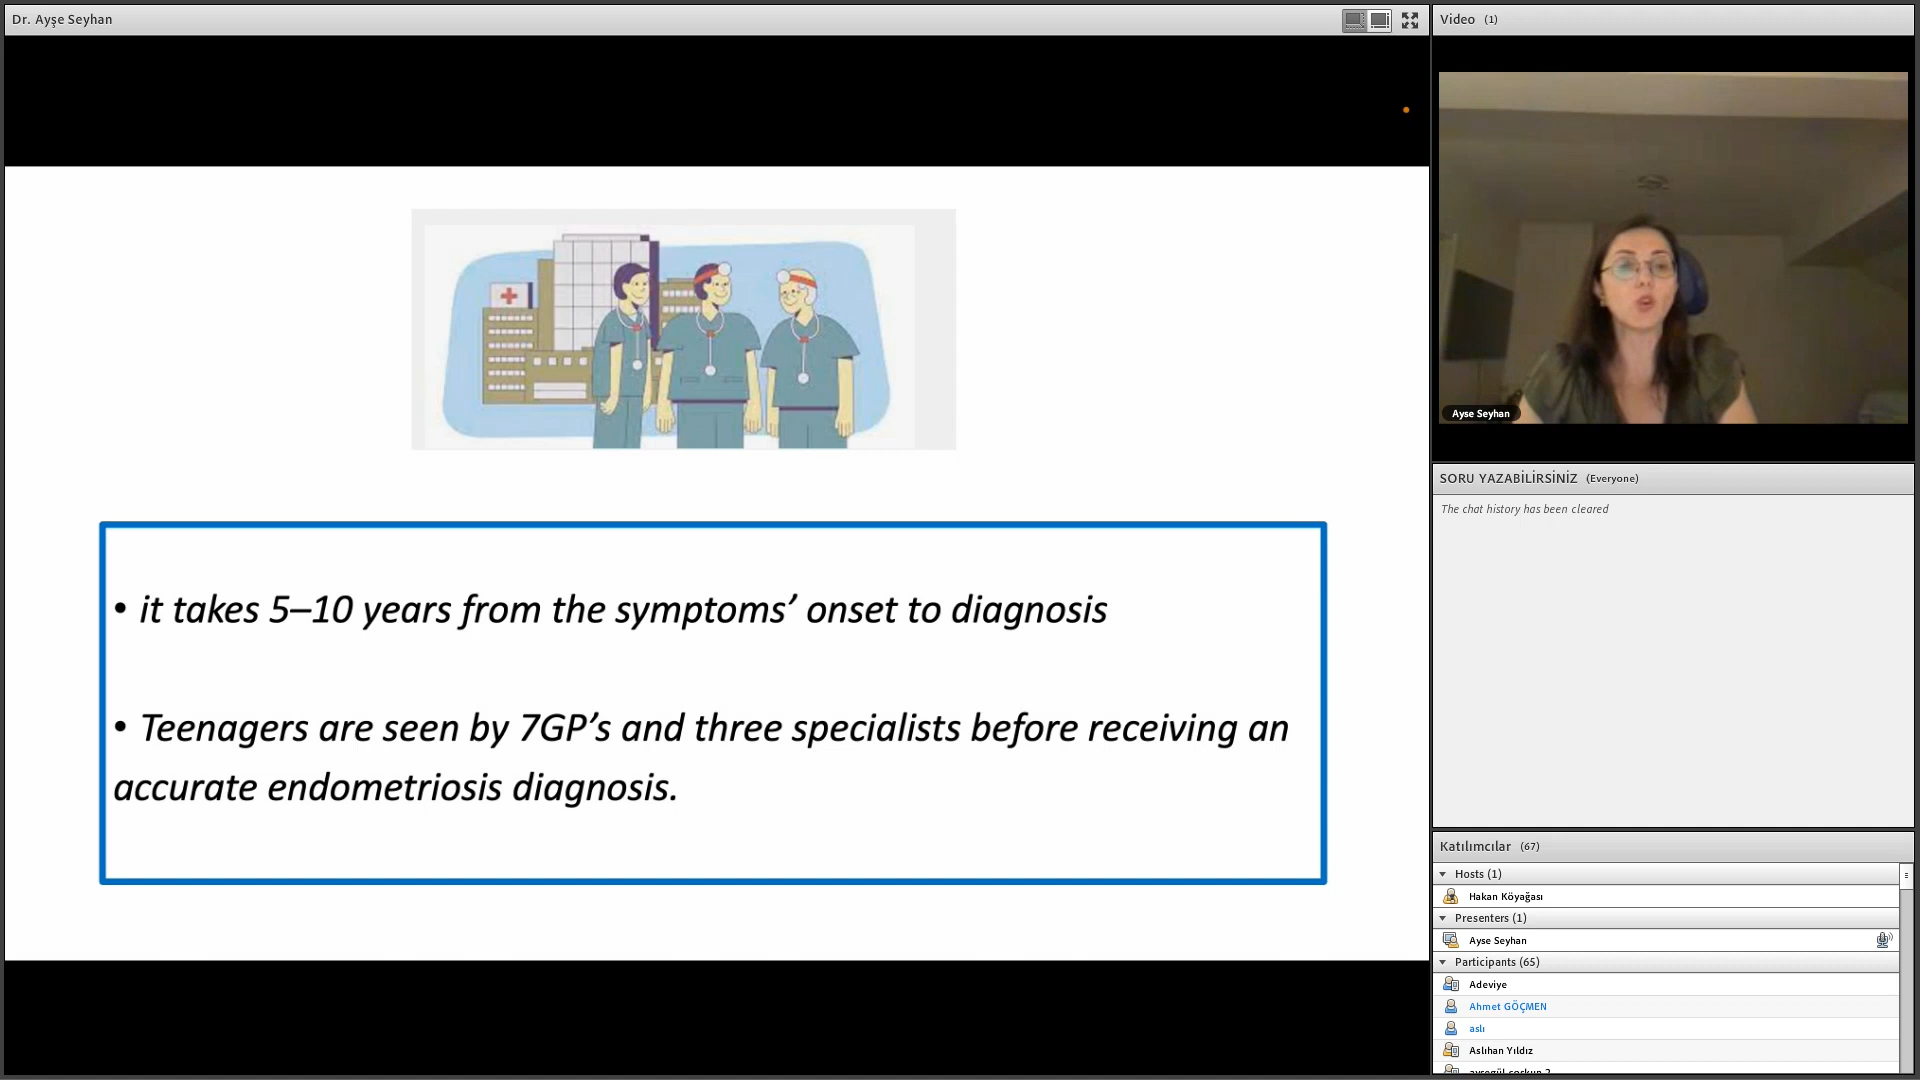 Dr. Ayşe Seyhan
• it takes 5–10 years from the symptoms’ onset to diagnosis
• Teenagers are seen by 7GP’s and three specialists before receiving an
accurate endometriosis diagnosis.
Video (1)
Ayse Seyhan
SORU YAZABİLİRSİNİZ (Everyone)
The chat history has been cleared
Katılımcılar (67)
Hosts (1)
Hakan Köyağası
Presenters (1)
Ayse Seyhan
Participants (65)
Adeviye
Ahmet GÖÇMEN
aslı
Aslıhan Yıldız